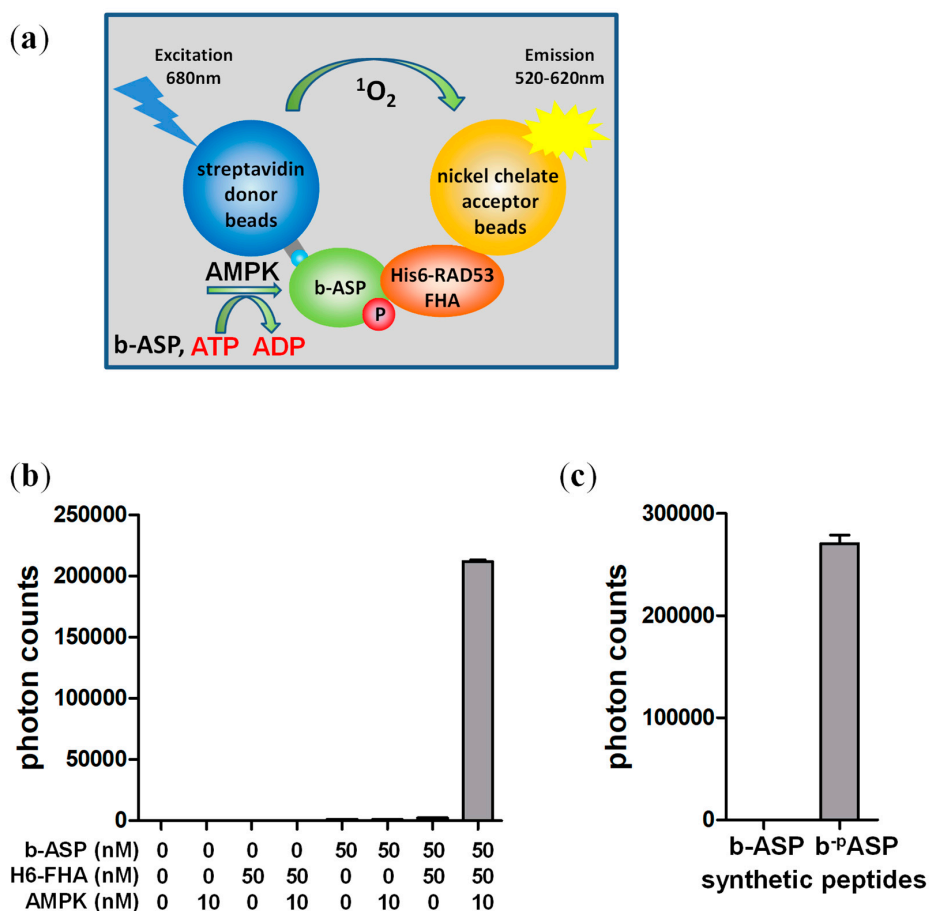 (a)
Excitation
680nm
Emission
520-620nm
¹O₂
streptavidin
donor
beads
nickel chelate
acceptor
beads
AMPK
b-ASP
His6-RAD53
FHA
P
b-ASP, ATP ADP
(b)
photon counts
250000
200000
150000
100000
50000
0
b-ASP (nM) 0 0 0 0 50 50 50 50
H6-FHA (nM) 0 0 50 50 0 0 50 50
AMPK (nM) 0 10 0 10 0 10 0 10
(c)
photon counts
300000
200000
100000
0
b-ASP b-ᵖASP
synthetic peptides